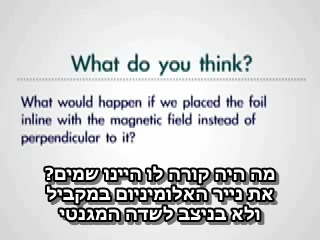 What do you think?
What would happen if we placed the foil
inline with the magnetic field instead of
perpendicular to it?
מה היה קורה לו היינו שמים?
את נייר האלומיניום במקביל
ולא בניצב לשדה המגנטי